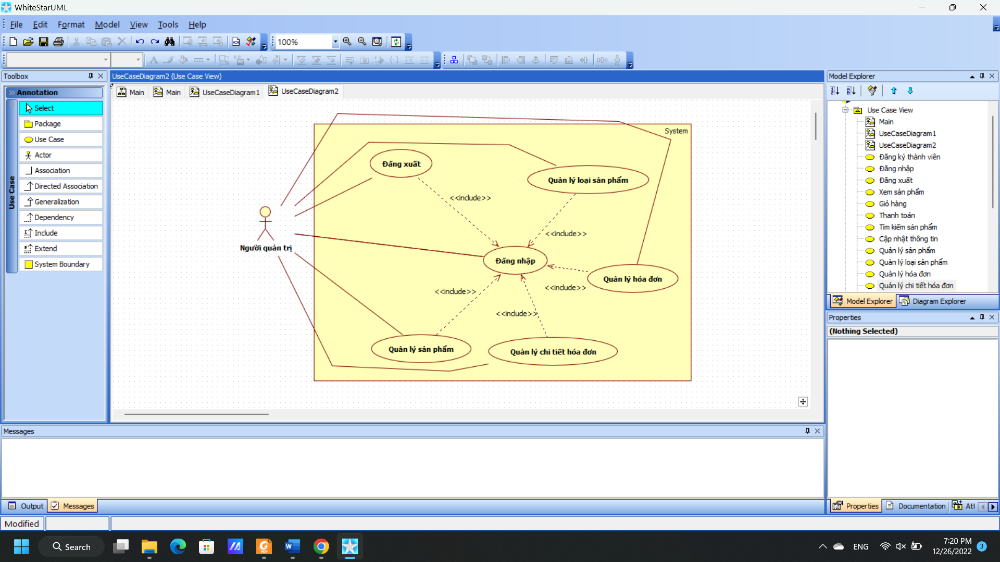 WhiteStarUML
File Edit Format Model View Tools Help
100%
Toolbox
UseCaseDiagram2 (Use Case View)
Model Explorer
Main
Main
UseCaseDiagram1
UseCaseDiagram2
Annotation
Use Case
Select
Package
Use Case
Actor
Association
Directed Association
Generalization
Dependency
Include
Extend
System Boundary
System
Đăng xuất
Quản lý loại sản phẩm
<<include>>
<<include>>
Người quản trị
Đăng nhập
Quản lý hóa đơn
<<include>>
<<include>>
<<include>>
Quản lý sản phẩm
Quản lý chi tiết hóa đơn
Use Case View
Main
UseCaseDiagram1
UseCaseDiagram2
Đăng ký thành viên
Đăng nhập
Đăng xuất
Xem sản phẩm
Giỏ hàng
Thanh toán
Tìm kiếm sản phẩm
Cập nhật thông tin
Quản lý sản phẩm
Quản lý loại sản phẩm
Quản lý hóa đơn
Quản lý chi tiết hóa đơn
Model Explorer
Diagram Explorer
Properties
(Nothing Selected)
Messages
Output
Messages
Properties
Documentation
Att
Modified
Search
ENG
7:20 PM
12/26/2022
3